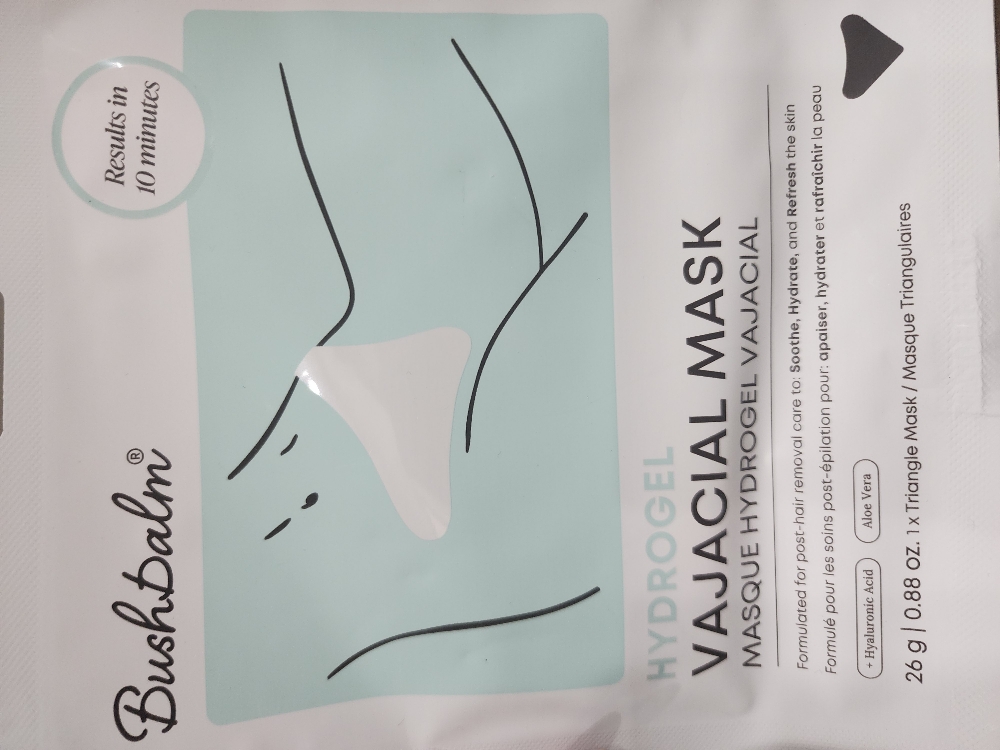 Bushbalm®
Results in
10 minutes
HYDROGEL
VAJACIAL MASK
MASQUE HYDROGEL VAJACIAL
Formulated for post-hair removal care to: Soothe, Hydrate, and Refresh the skin
Formulé pour les soins post-épilation pour: apaiser, hydrater et rafraîchir la peau
+ Hyaluronic Acid
Aloe Vera
26 g | 0.88 oz. 1 x Triangle Mask / Masque Triangulaires